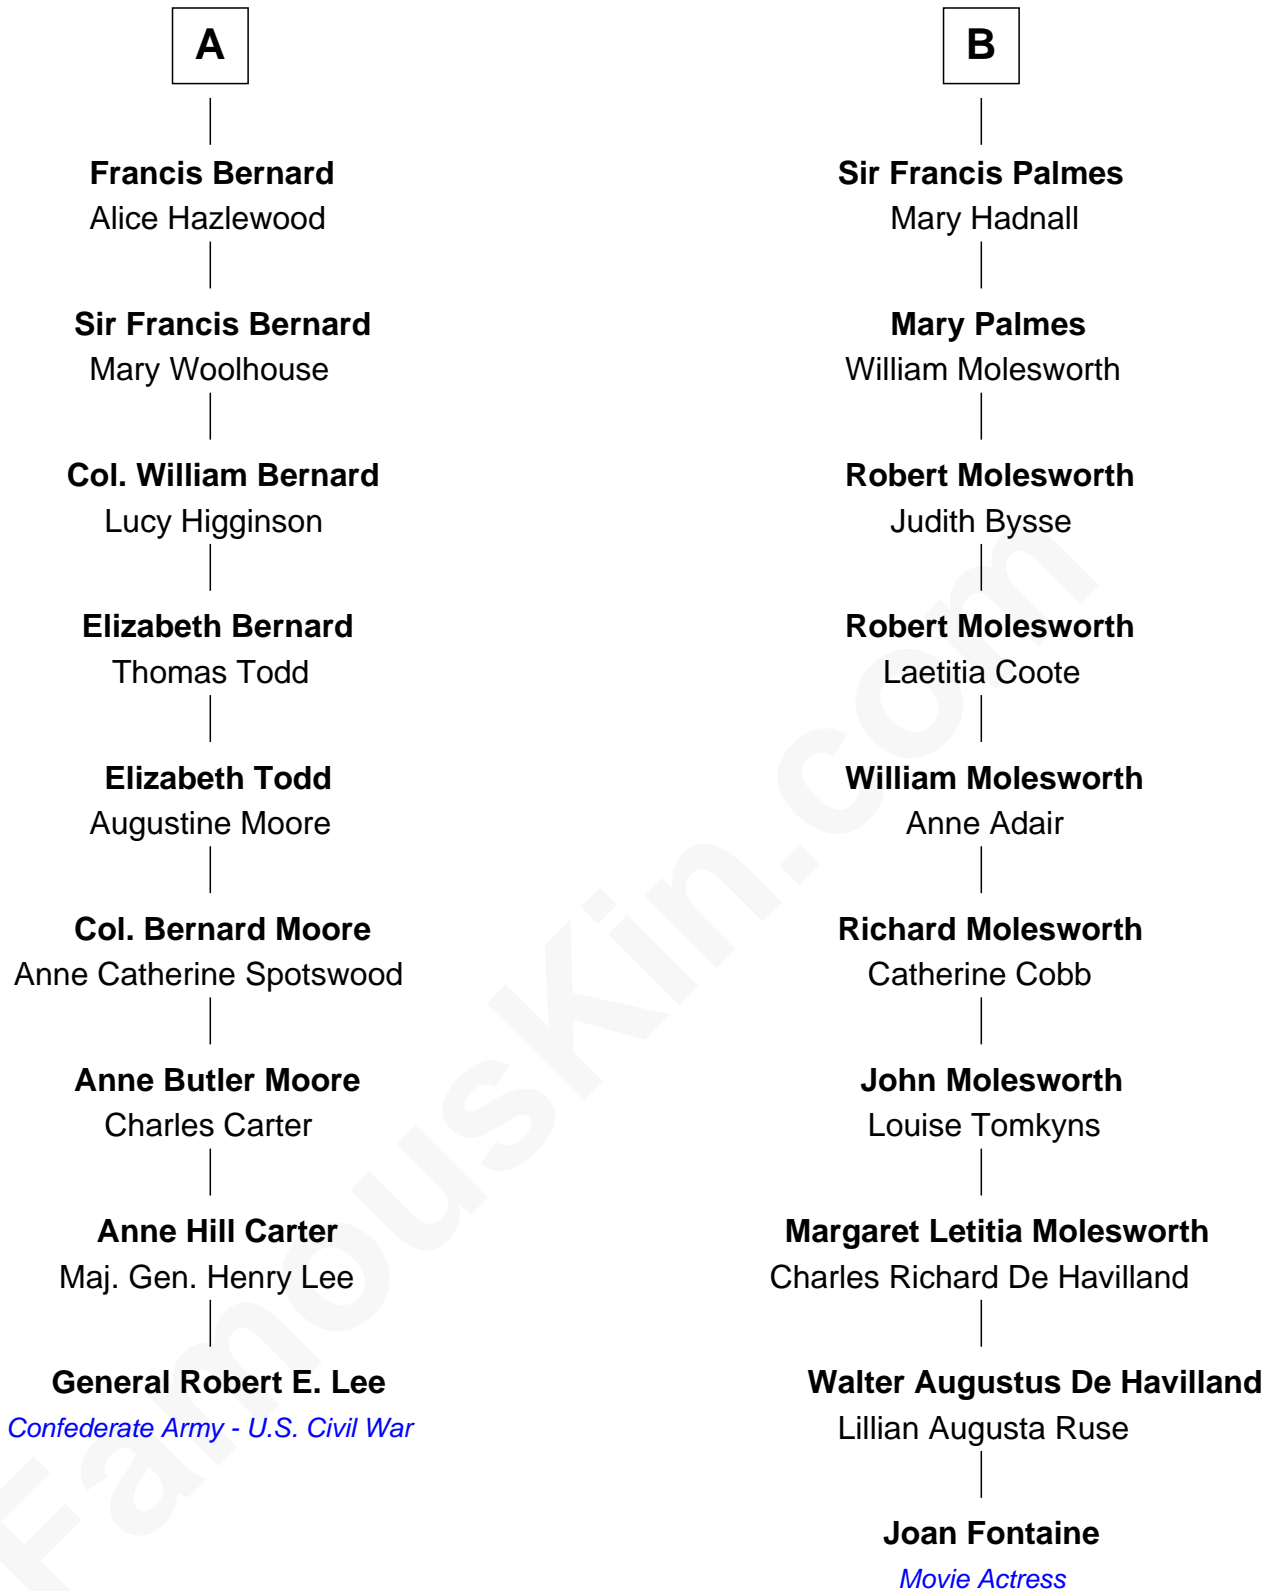 A
Francis Bernard
Alice Hazlewood
Sir Francis Bernard
Mary Woolhouse
Col. William Bernard
Lucy Higginson
Elizabeth Bernard
Thomas Todd
Elizabeth Todd
Augustine Moore
Col. Bernard Moore
Anne Catherine Spotswood
Anne Butler Moore
Charles Carter
Anne Hill Carter
Maj. Gen. Henry Lee
General Robert E. Lee
Confederate Army - U.S. Civil War
B
Sir Francis Palmes
Mary Hadnall
Mary Palmes
William Molesworth
Robert Molesworth
Judith Bysse
Robert Molesworth
Laetitia Coote
William Molesworth
Anne Adair
Richard Molesworth
Catherine Cobb
John Molesworth
Louise Tomkyns
Margaret Letitia Molesworth
Charles Richard De Havilland
Walter Augustus De Havilland
Lillian Augusta Ruse
Joan Fontaine
Movie Actress
FamousKin.com